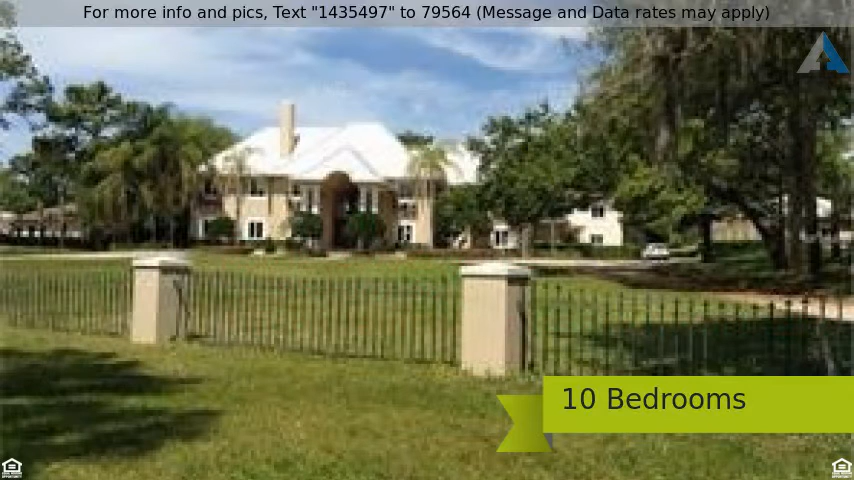 For more info and pics, Text "1435497" to 79564 (Message and Data rates may apply)
10 Bedrooms